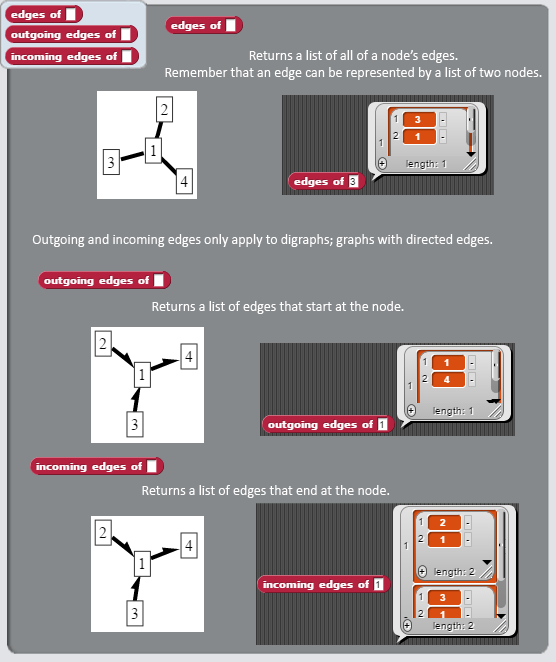 edges of
outgoing edges of
incoming edges of
edges of
Returns a list of all of a node's edges.
Remember that an edge can be represented by a list of two nodes.
2
1
3
4
edges of 3
1
1 3 -
2 1 -
+ length: 1
Outgoing and incoming edges only apply to digraphs; graphs with directed edges.
outgoing edges of
Returns a list of edges that start at the node.
2
4
1
3
outgoing edges of 1
1
1 1 -
2 4 -
+ length: 1
incoming edges of
Returns a list of edges that end at the node.
2
4
1
3
incoming edges of 1
1
1 2 -
2 1 -
+ length: 2
1 3 -
2 1 -
+ length: 2